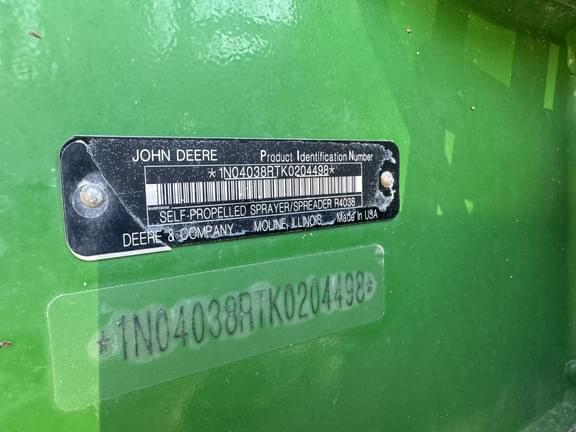 JOHN DEERE Product Identification Number
*1N04038RTK0204498*
SELF-PROPELLED SPRAYER/SPREADER R4038
DEERE & COMPANY MOLINE, ILLINOIS Made In USA
*1N04038RTK0204498*